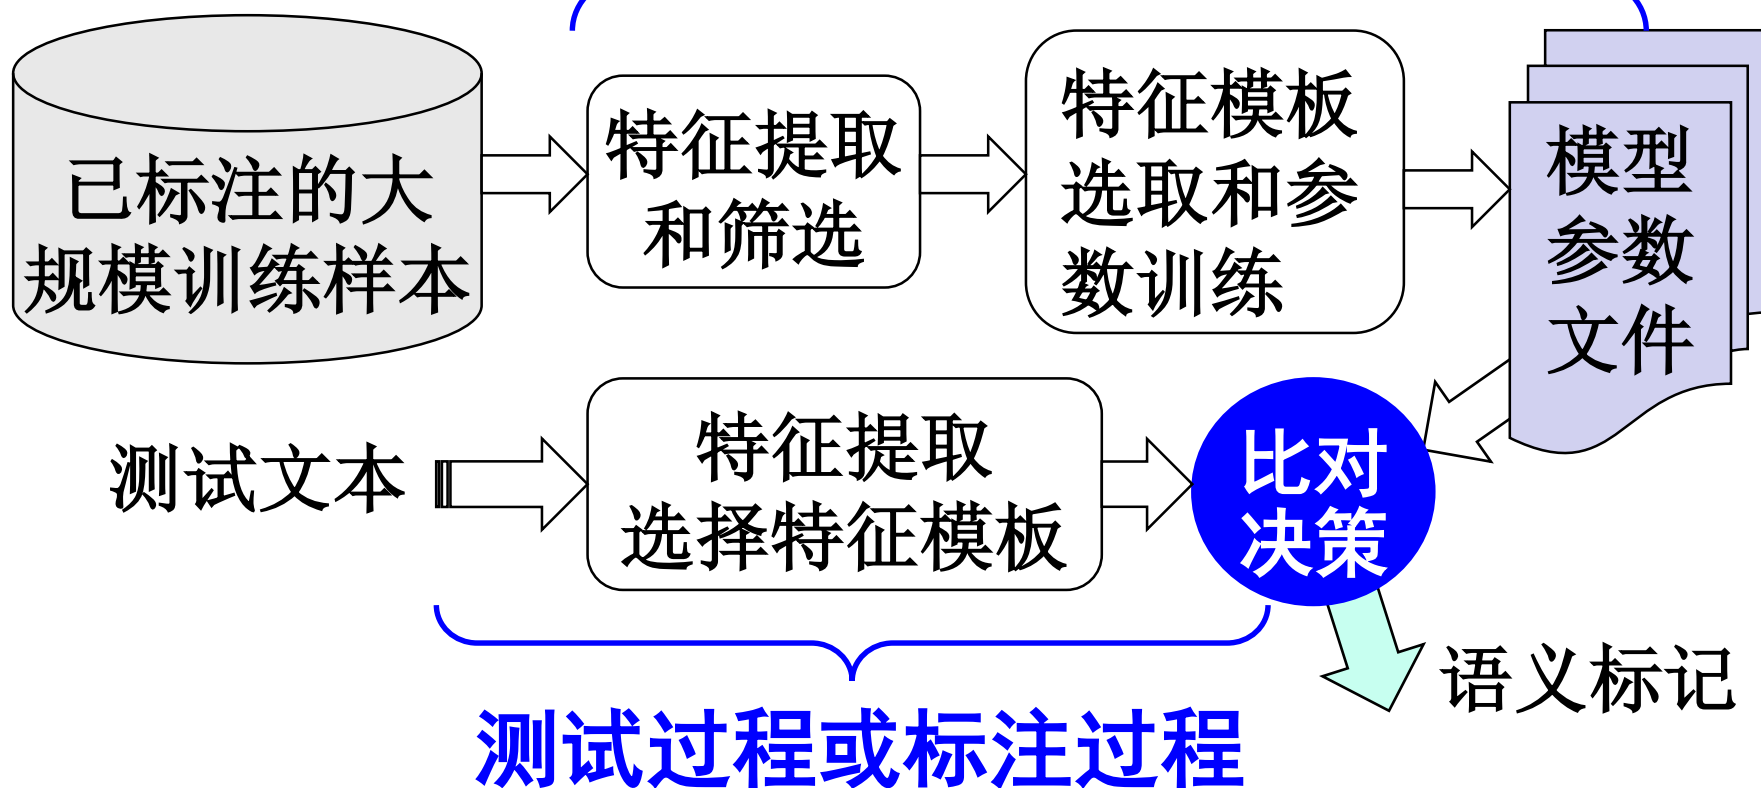 已标注的大
规模训练样本
特征提取
和筛选
特征模板
选取和参
数训练
模型
参数
文件
测试文本
特征提取
选择特征模板
比对
决策
语义标记
测试过程或标注过程